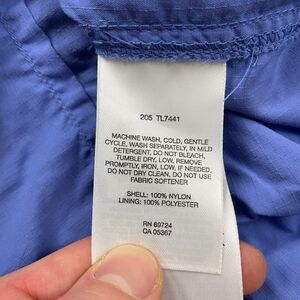 205 TL7441
MACHINE WASH, COLD, GENTLE
CYCLE, WASH SEPARATELY, IN MILD
DETERGENT, DO NOT BLEACH,
TUMBLE DRY, LOW, REMOVE
PROMPTLY, IRON, LOW, IF NEEDED.
DO NOT DRY CLEAN, DO NOT USE
FABRIC SOFTENER
SHELL: 100% NYLON
LINING: 100% POLYESTER
RN 69724
CA 05367